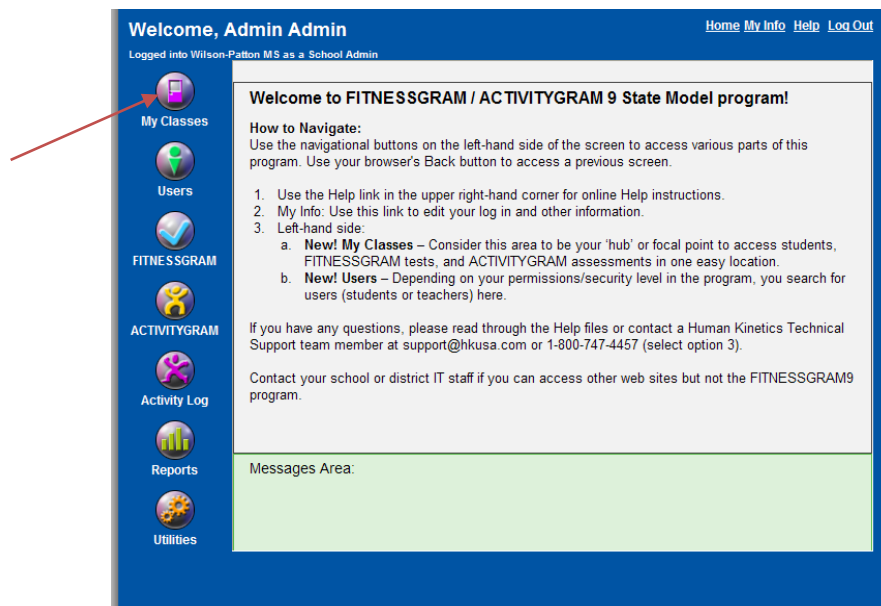 Welcome, Admin Admin
Home My Info Help Log Out
Logged into Wilson-Patton MS as a School Admin
My Classes
Users
FITNESSGRAM
ACTIVITYGRAM
Activity Log
Reports
Utilities
Welcome to FITNESSGRAM / ACTIVITYGRAM 9 State Model program!
How to Navigate:
Use the navigational buttons on the left-hand side of the screen to access various parts of this
program. Use your browser's Back button to access a previous screen.
1. Use the Help link in the upper right-hand corner for online Help instructions.
2. My Info: Use this link to edit your log in and other information.
3. Left-hand side:
a. New! My Classes – Consider this area to be your 'hub' or focal point to access students,
FITNESSGRAM tests, and ACTIVITYGRAM assessments in one easy location.
b. New! Users – Depending on your permissions/security level in the program, you search for
users (students or teachers) here.
If you have any questions, please read through the Help files or contact a Human Kinetics Technical
Support team member at support@hkusa.com or 1-800-747-4457 (select option 3).
Contact your school or district IT staff if you can access other web sites but not the FITNESSGRAM9
program.
Messages Area: